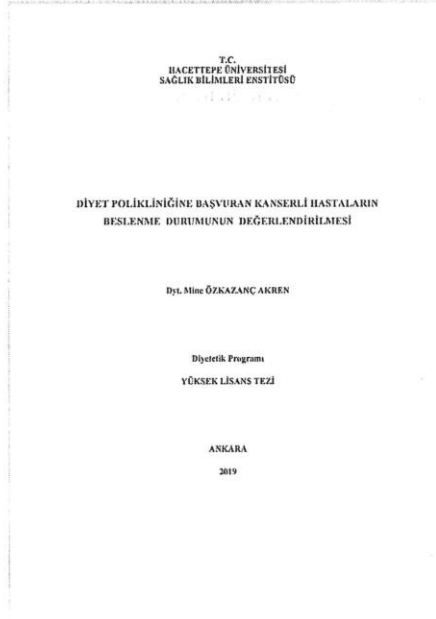 T.C.
HACETTEPE ÜNİVERSİTESİ
SAĞLIK BİLİMLERİ ENSTİTÜSÜ
DİYET POLİKLİNİĞİNE BAŞVURAN KANSERLİ HASTALARIN
BESLENME DURUMUNUN DEĞERLENDİRİLMESİ
Dyt. Mine ÖZKAZANÇ AKREN
Diyetetik Programı
YÜKSEK LİSANS TEZİ
ANKARA
2019